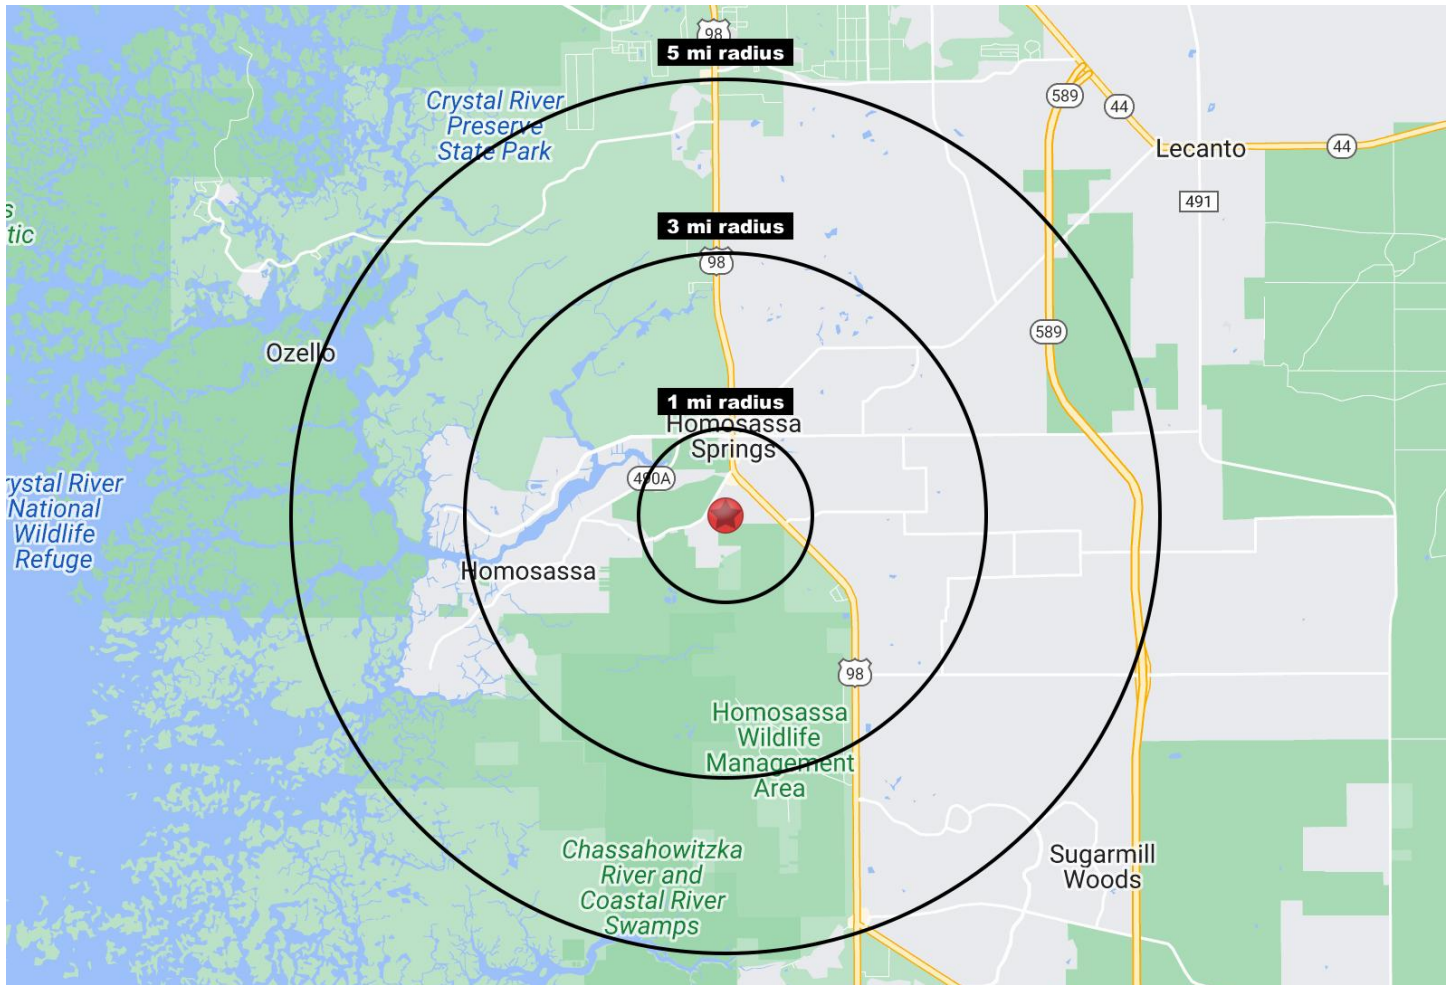 98
5 mi radius
Crystal River
Preserve
State Park
589
44
Lecanto
44
491
s
tic
3 mi radius
98
589
Ozello
1 mi radius
Homosassa
Springs
490A
rystal River
National
Wildlife
Refuge
Homosassa
98
Homosassa
Wildlife
Management
Area
Chassahowitzka
River and
Coastal River
Swamps
Sugarmill
Woods